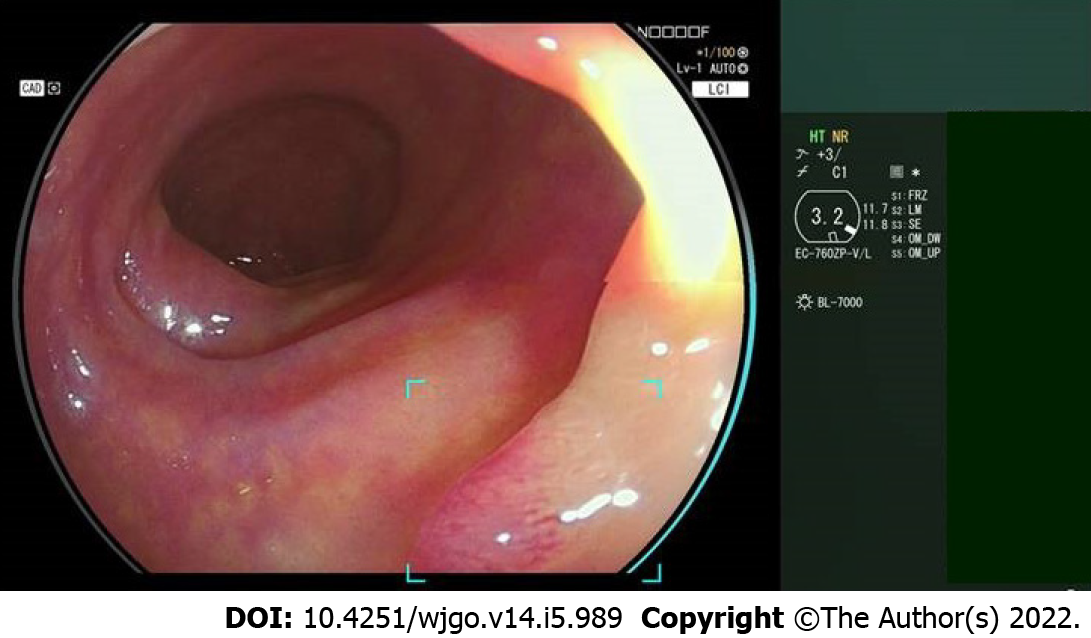 N□□□□F
*1/100
Lv-1 AUTO
CAD
LCI
HT NR
+3/
C1
*
3.2
11.7
11.8
S1:FRZ
S2:LM
S3:SE
S4:OM_DW
S5:OM_UP
EC-760ZP-V/L
BL-7000
DOI: 10.4251/wjgo.v14.i5.989 Copyright ©The Author(s) 2022.